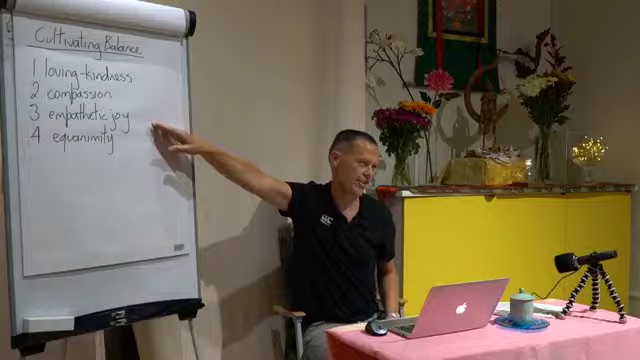 Cultivating Balance
1 loving-kindness
2 compassion
3 empathetic joy
4 equanimity